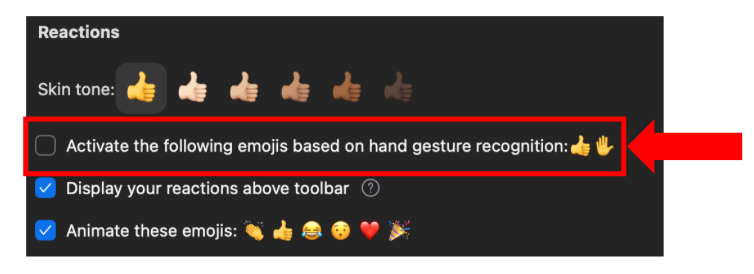 Reactions
Skin tone:
Activate the following emojis based on hand gesture recognition:👍✋
Display your reactions above toolbar ?
Animate these emojis: 👏 👍 😂 😯 ❤️ 🎉